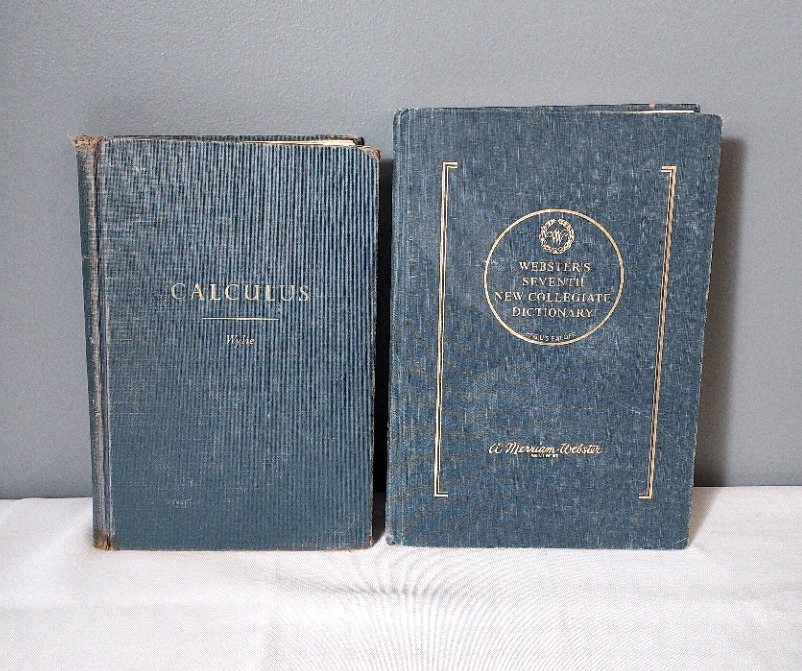 CALCULUS
Wylie
W
WEBSTER'S
SEVENTH
NEW COLLEGIATE
DICTIONARY
A Merriam-Webster